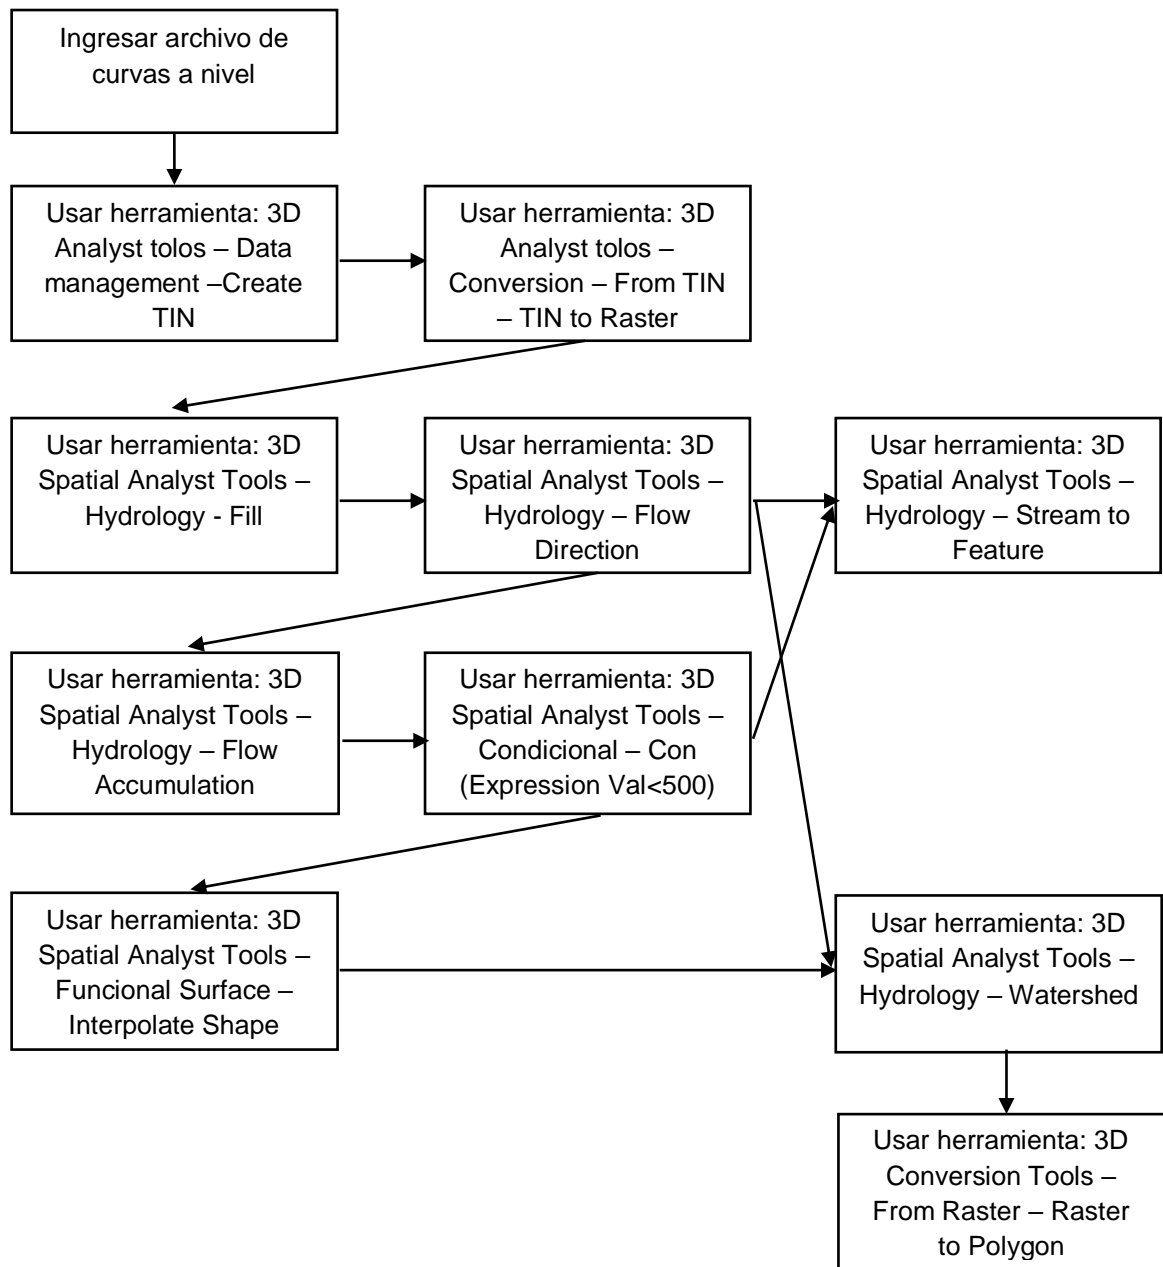 Ingresar archivo de
curvas a nivel
Usar herramienta: 3D
Analyst tolos – Data
management –Create
TIN
Usar herramienta: 3D
Analyst tolos –
Conversion – From TIN
– TIN to Raster
Usar herramienta: 3D
Spatial Analyst Tools –
Hydrology - Fill
Usar herramienta: 3D
Spatial Analyst Tools –
Hydrology – Flow
Direction
Usar herramienta: 3D
Spatial Analyst Tools –
Hydrology – Stream to
Feature
Usar herramienta: 3D
Spatial Analyst Tools –
Hydrology – Flow
Accumulation
Usar herramienta: 3D
Spatial Analyst Tools –
Condicional – Con
(Expression Val<500)
Usar herramienta: 3D
Spatial Analyst Tools –
Funcional Surface –
Interpolate Shape
Usar herramienta: 3D
Spatial Analyst Tools –
Hydrology – Watershed
Usar herramienta: 3D
Conversion Tools –
From Raster – Raster
to Polygon